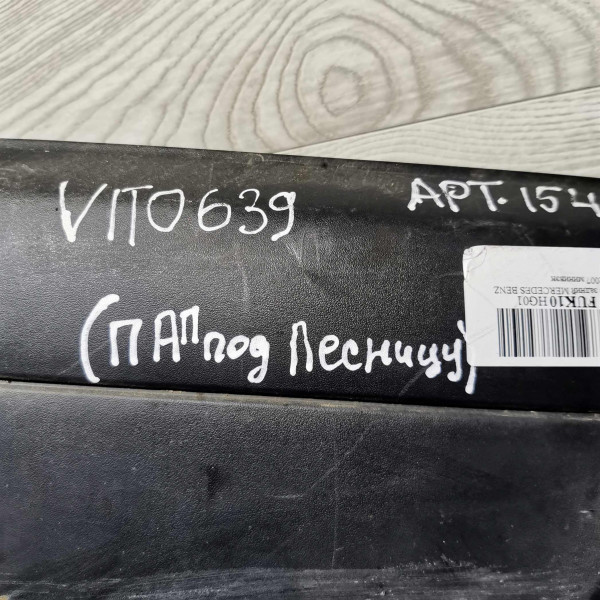 VITO639 АРТ. 154
(ПАП под Лесницу)
MERCEDES BENZ
FUK10HG01